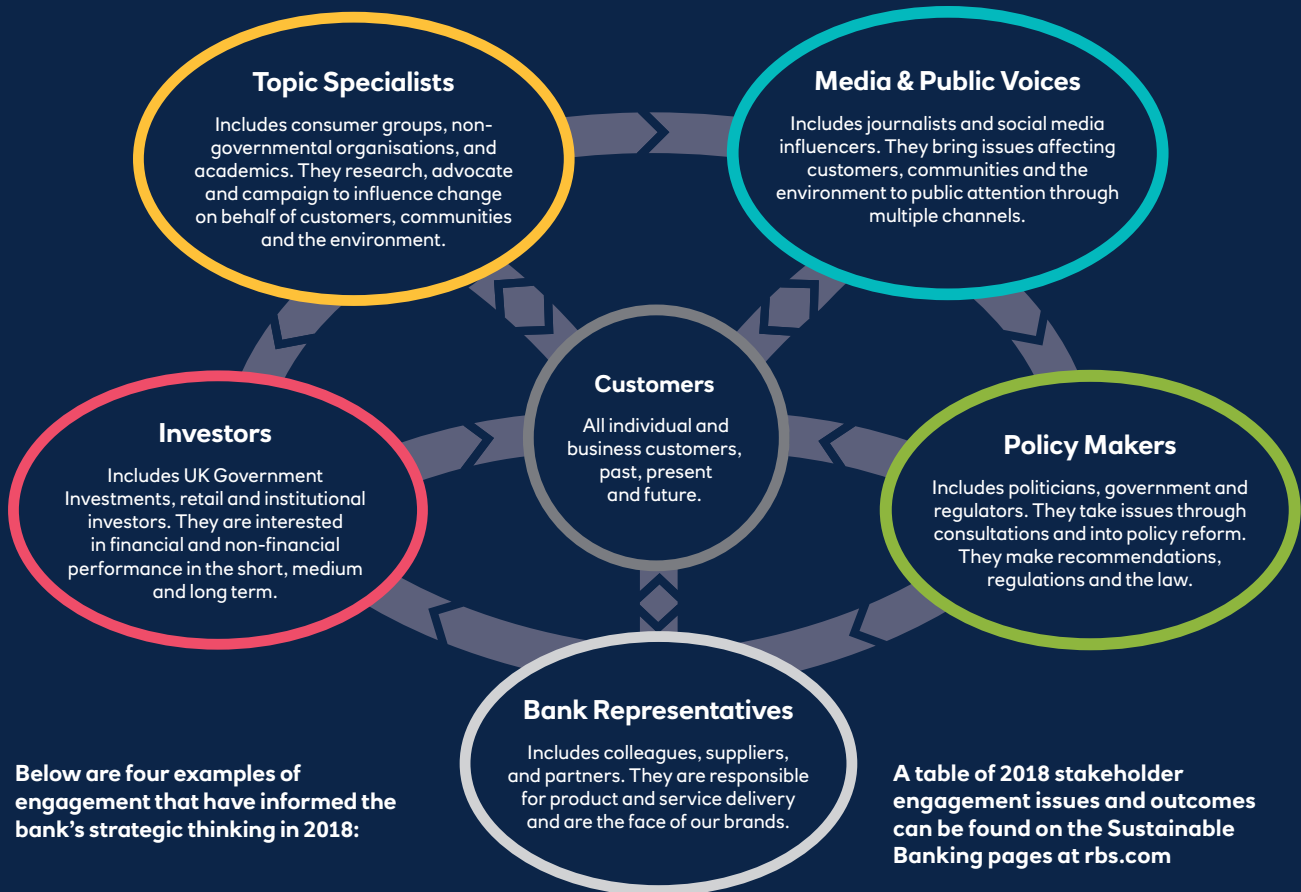 Topic Specialists
Includes consumer groups, non-
governmental organisations, and
academics. They research, advocate
and campaign to influence change
on behalf of customers, communities
and the environment.
Media & Public Voices
Includes journalists and social media
influencers. They bring issues affecting
customers, communities and the
environment to public attention through
multiple channels.
Customers
All individual and
business customers,
past, present
and future.
Investors
Includes UK Government
Investments, retail and institutional
investors. They are interested
in financial and non-financial
performance in the short, medium
and long term.
Policy Makers
Includes politicians, government and
regulators. They take issues through
consultations and into policy reform.
They make recommendations,
regulations and the law.
Bank Representatives
Includes colleagues, suppliers,
and partners. They are responsible
for product and service delivery
and are the face of our brands.
Below are four examples of
engagement that have informed the
bank’s strategic thinking in 2018:
A table of 2018 stakeholder
engagement issues and outcomes
can be found on the Sustainable
Banking pages at rbs.com